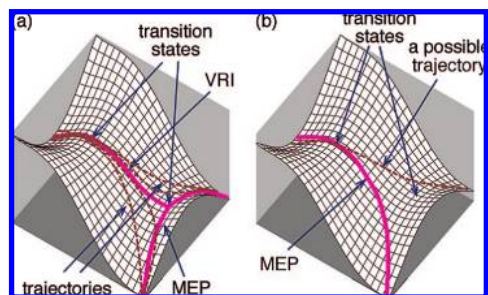 (a)
transition
states
VRI
trajectories
MEP
(b)
transition
states
a possible
trajectory
MEP